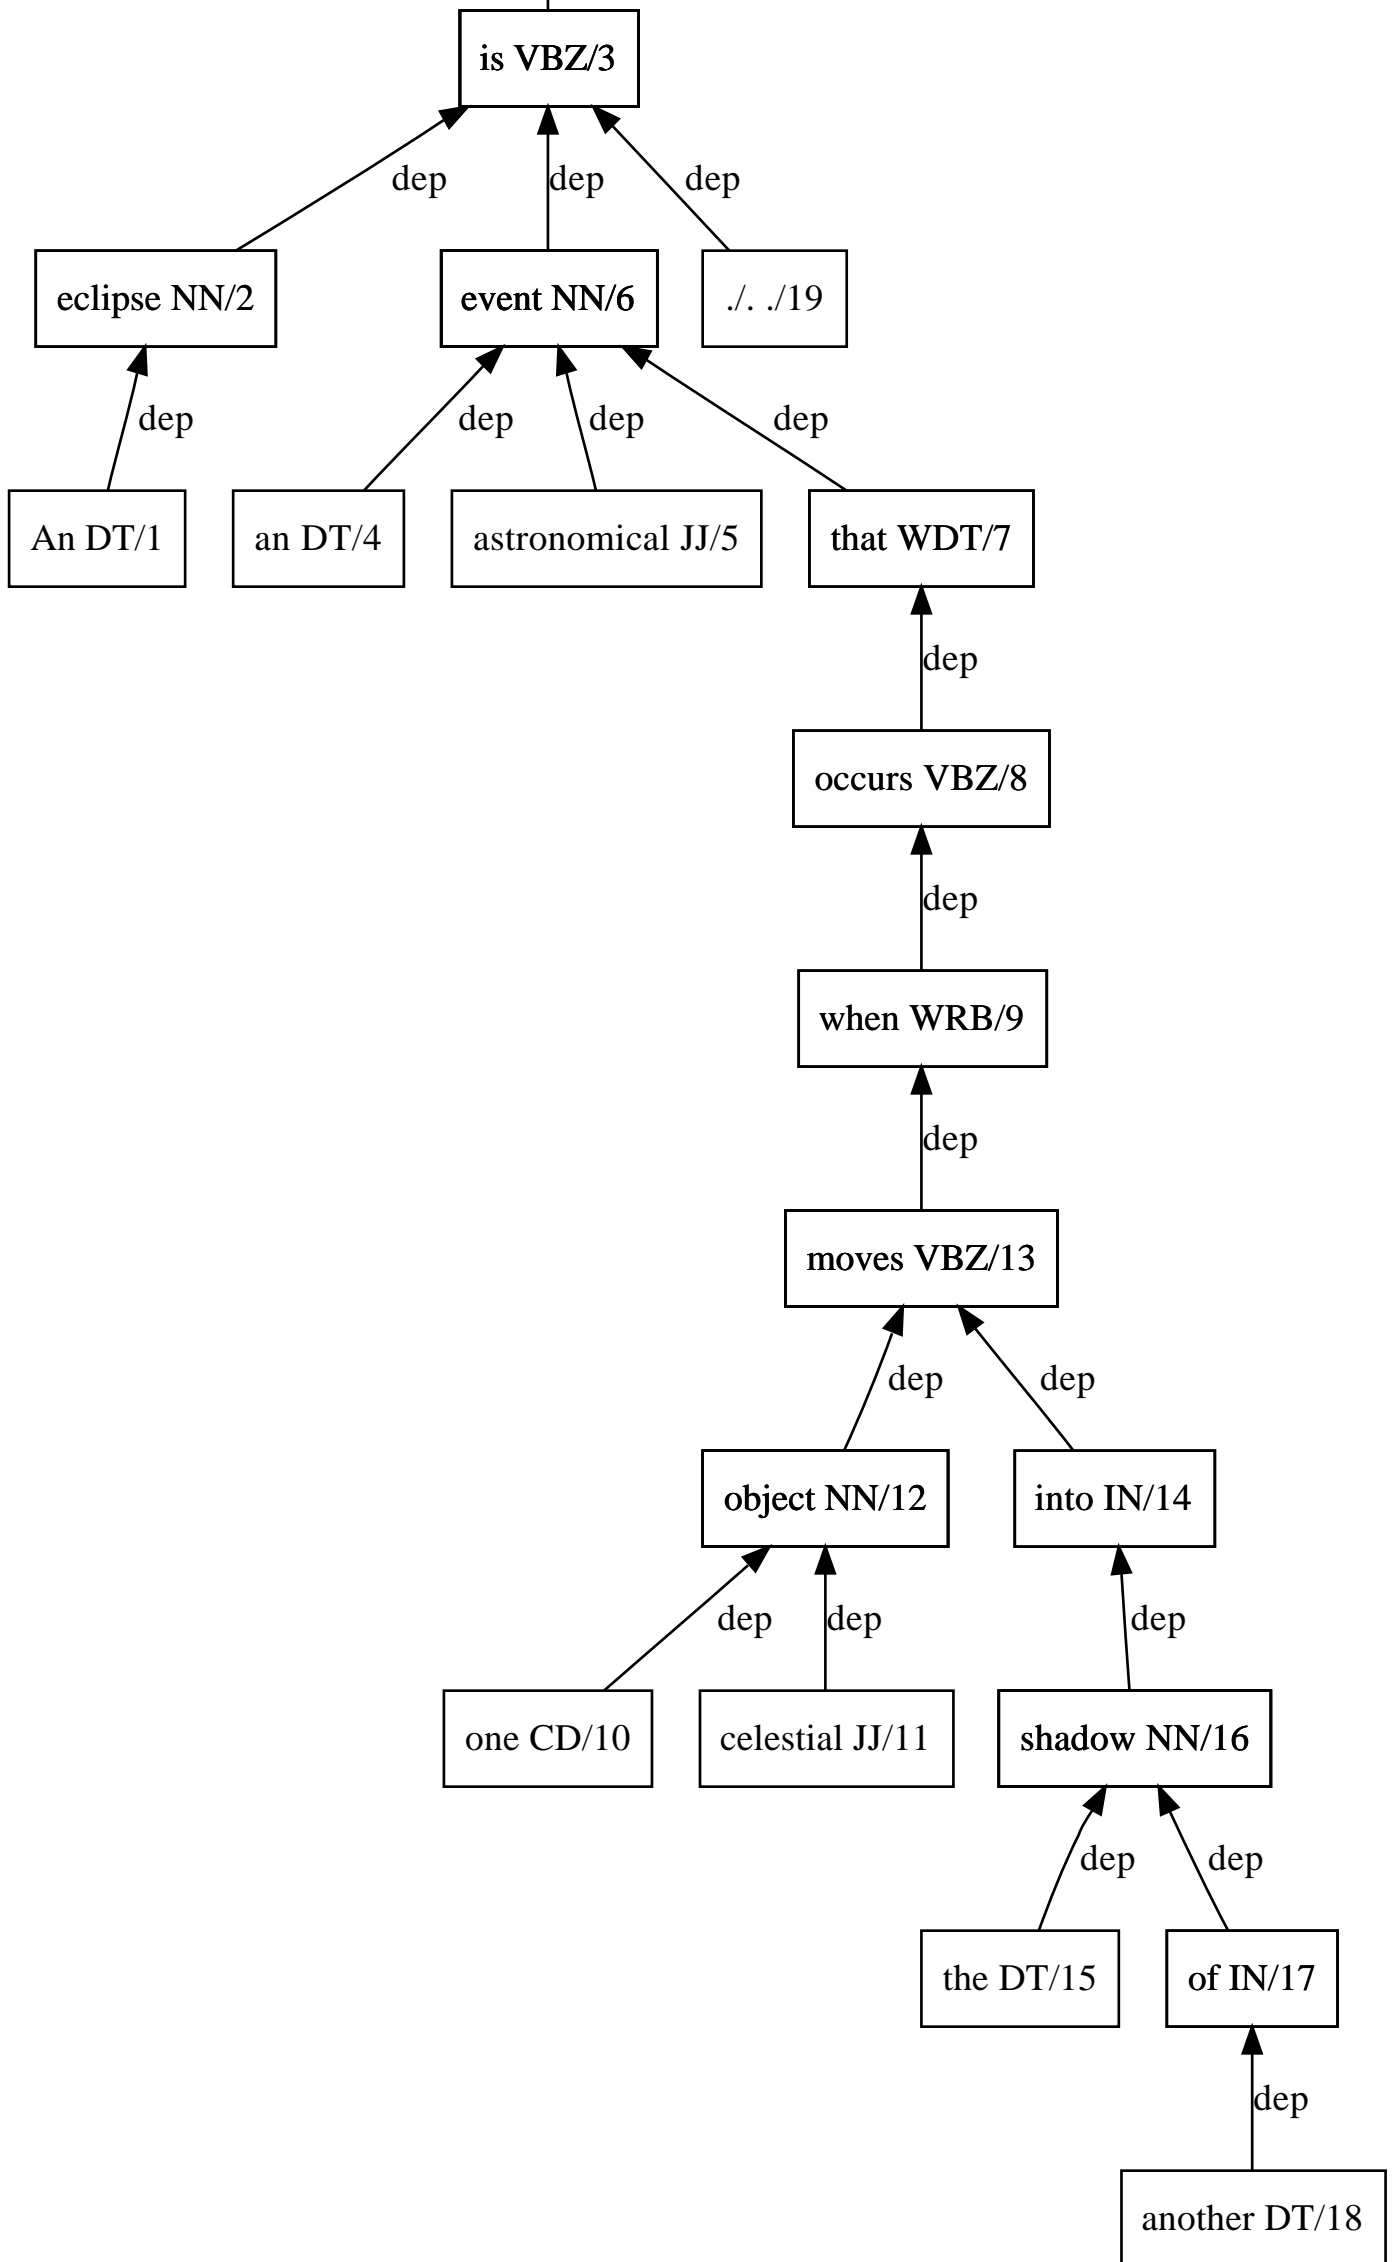 is VBZ/3
dep
dep
dep
eclipse NN/2
event NN/6
./. ./19
dep
dep
dep
dep
An DT/1
an DT/4
astronomical JJ/5
that WDT/7
dep
occurs VBZ/8
dep
when WRB/9
dep
moves VBZ/13
dep
dep
object NN/12
into IN/14
dep
dep
dep
one CD/10
celestial JJ/11
shadow NN/16
dep
dep
the DT/15
of IN/17
dep
another DT/18